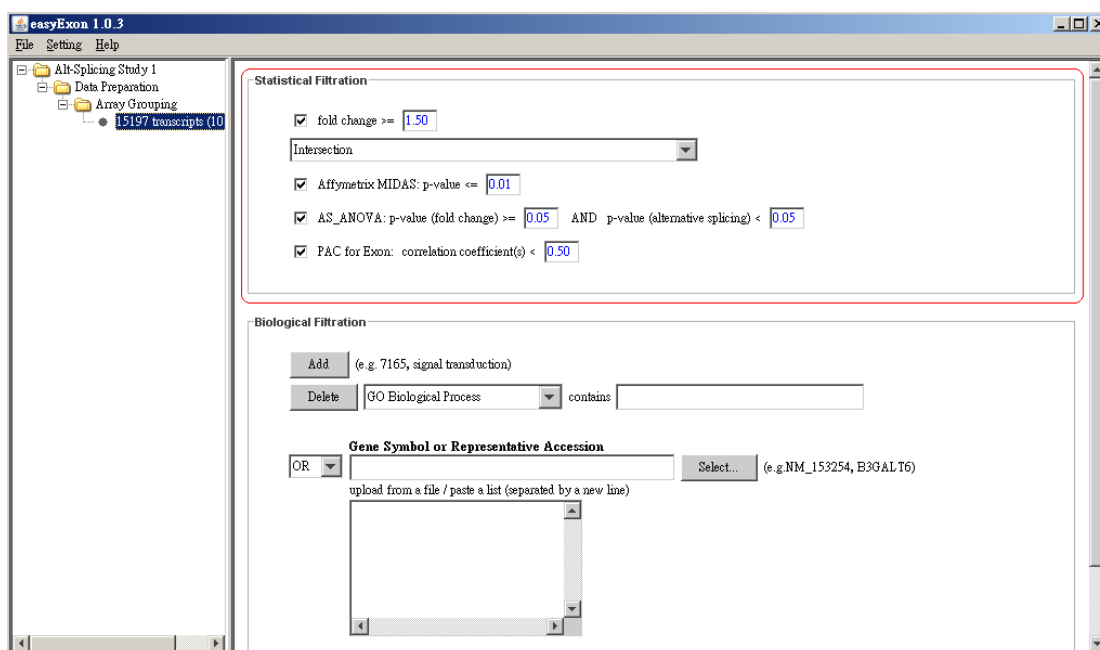 easyExon 1.0.3
File Setting Help
Alt-Splicing Study 1
Data Preparation
Array Grouping
15197 transcripts (10
Statistical Filtration
fold change >= 1.50
Intersection
Affymetrix MIDAS: p-value <= 0.01
AS_ANOVA: p-value (fold change) >= 0.05 AND p-value (alternative splicing) < 0.05
PAC for Exon: correlation coefficient(s) < 0.50
Biological Filtration
Add (e.g. 7165, signal transduction)
Delete GO Biological Process contains
Gene Symbol or Representative Accession
OR Select... (e.g.NM_153254, B3GALT6)
upload from a file / paste a list (separated by a new line)